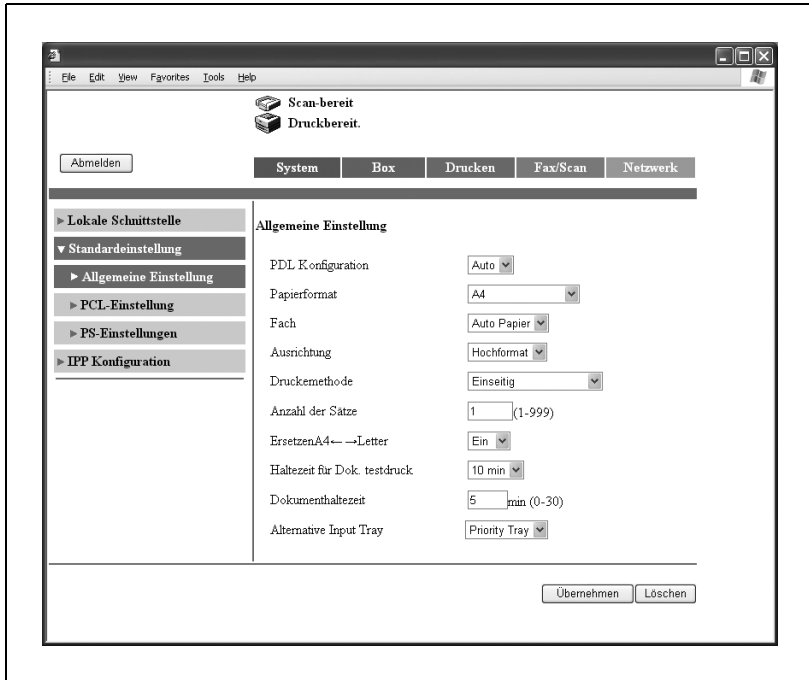 File Edit View Favorites Tools Help
Scan-bereit
Druckbereit.
Abmelden
System Box Drucken Fax/Scan Netzwerk
Lokale Schnittstelle
Standardeinstellung
Allgemeine Einstellung
PCL-Einstellung
PS-Einstellungen
IPP Konfiguration
Allgemeine Einstellung
PDL Konfiguration Auto
Papierformat A4
Fach Auto Papier
Ausrichtung Hochformat
Druckemethode Einseitig
Anzahl der Sätze 1 (1-999)
ErsetzenA4←→Letter Ein
Haltezeit für Dok. testdruck 10 min
Dokumenthaltezeit 5 min (0-30)
Alternative Input Tray Priority Tray
Übernehmen Löschen